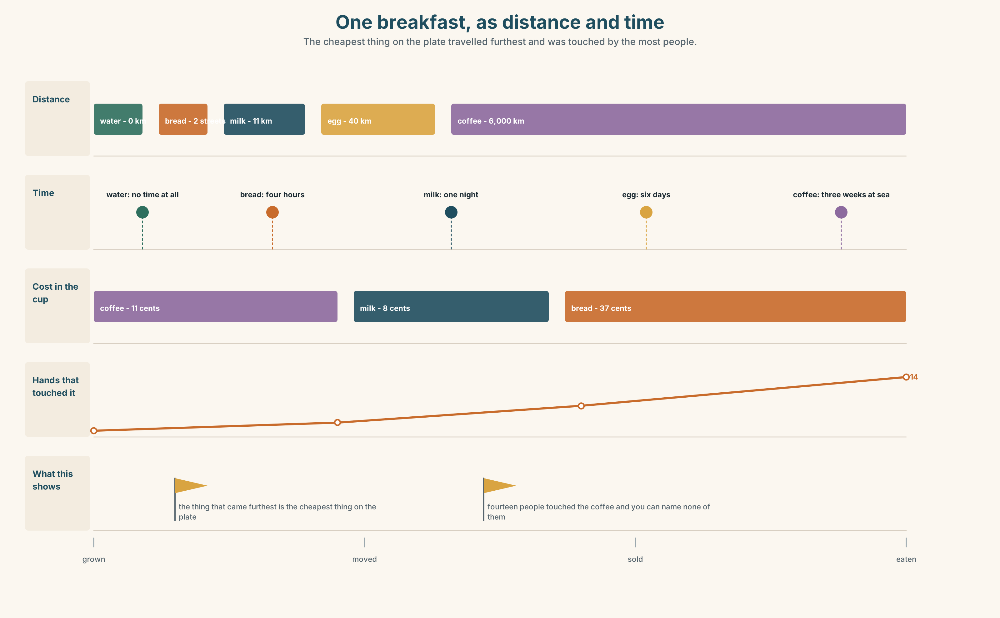 One breakfast, as distance and time
The cheapest thing on the plate travelled furthest and was touched by the most people.
Distance
water - 0 km
bread - 2 streets
milk - 11 km
egg - 40 km
coffee - 6,000 km
Time
water: no time at all
bread: four hours
milk: one night
egg: six days
coffee: three weeks at sea
Cost in the
cup
coffee - 11 cents
milk - 8 cents
bread - 37 cents
Hands that
touched it
14
What this
shows
the thing that came furthest is the cheapest thing on the
plate
fourteen people touched the coffee and you can name none of
them
grown
moved
sold
eaten